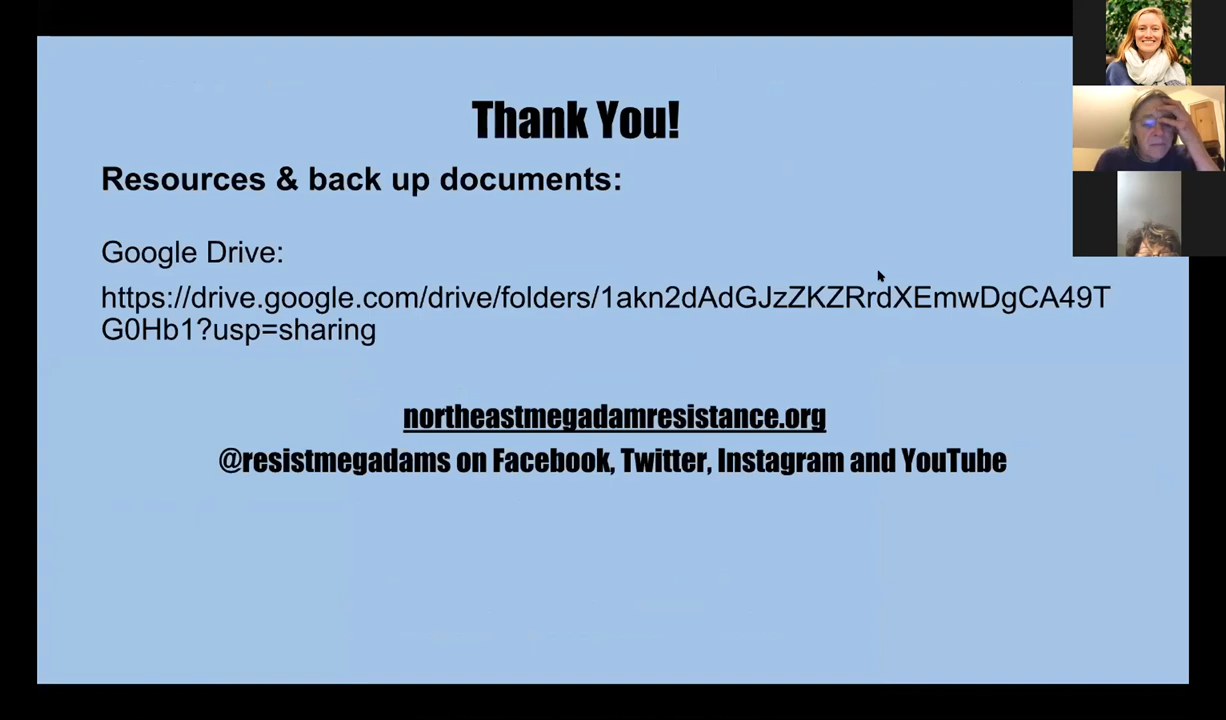 Thank You!
Resources & back up documents:
Google Drive:
https://drive.google.com/drive/folders/1akn2dAdGJzZKZRrdXEmwDgCA49T
G0Hb1?usp=sharing
northeastmegadamresistance.org
@resistmegadams on Facebook, Twitter, Instagram and YouTube